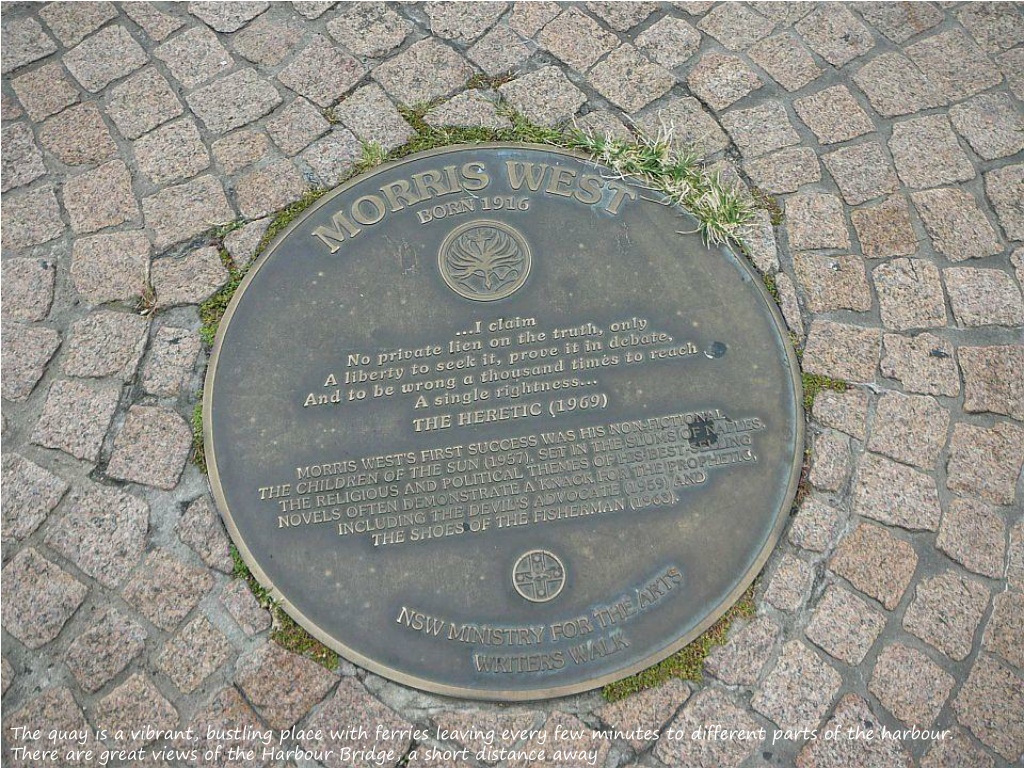 MORRIS WEST
BORN 1916
...I claim
No private lien on the truth, only
A liberty to seek it, prove it in debate,
And to be wrong a thousand times to reach
A single rightness...
THE HERETIC (1969)
MORRIS WEST'S FIRST SUCCESS WAS HIS NON-FICTIONAL
THE CHILDREN OF THE SUN (1957), SET IN THE SLUMS OF NAPLES.
THE RELIGIOUS AND POLITICAL THEMES OF HIS BEST-SELLING
NOVELS OFTEN DEMONSTRATE A KNACK FOR THE PROPHETIC,
INCLUDING THE DEVIL'S ADVOCATE (1959) AND
THE SHOES OF THE FISHERMAN (1963).
NSW MINISTRY FOR THE ARTS
WRITERS WALK
The quay is a vibrant, bustling place with ferries leaving every few minutes to different parts of the harbour.
There are great views of the Harbour Bridge, a short distance away